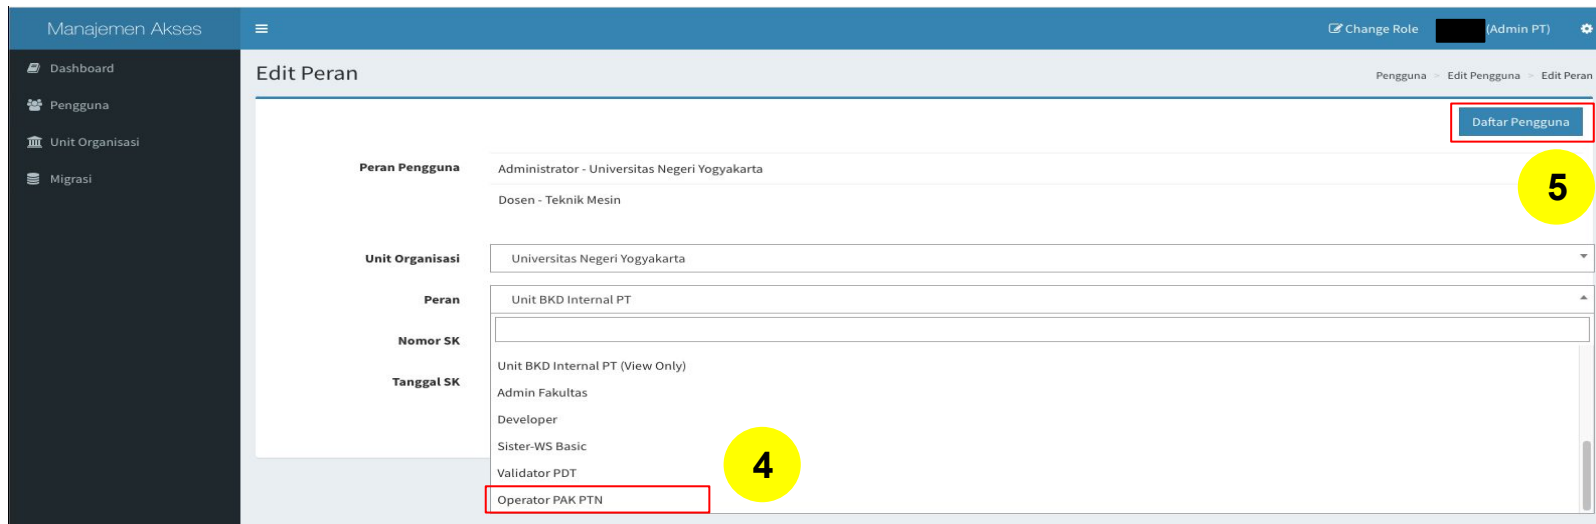 Manajemen Akses
Change Role (Admin PT)
Dashboard
Pengguna
Unit Organisasi
Migrasi
Edit Peran
Pengguna > Edit Pengguna > Edit Peran
Daftar Pengguna
5
Peran Pengguna
Administrator - Universitas Negeri Yogyakarta
Dosen - Teknik Mesin
Unit Organisasi
Universitas Negeri Yogyakarta
Peran
Unit BKD Internal PT
Nomor SK
Tanggal SK
Unit BKD Internal PT (View Only)
Admin Fakultas
Developer
Sister-WS Basic
Validator PDT
Operator PAK PTN
4